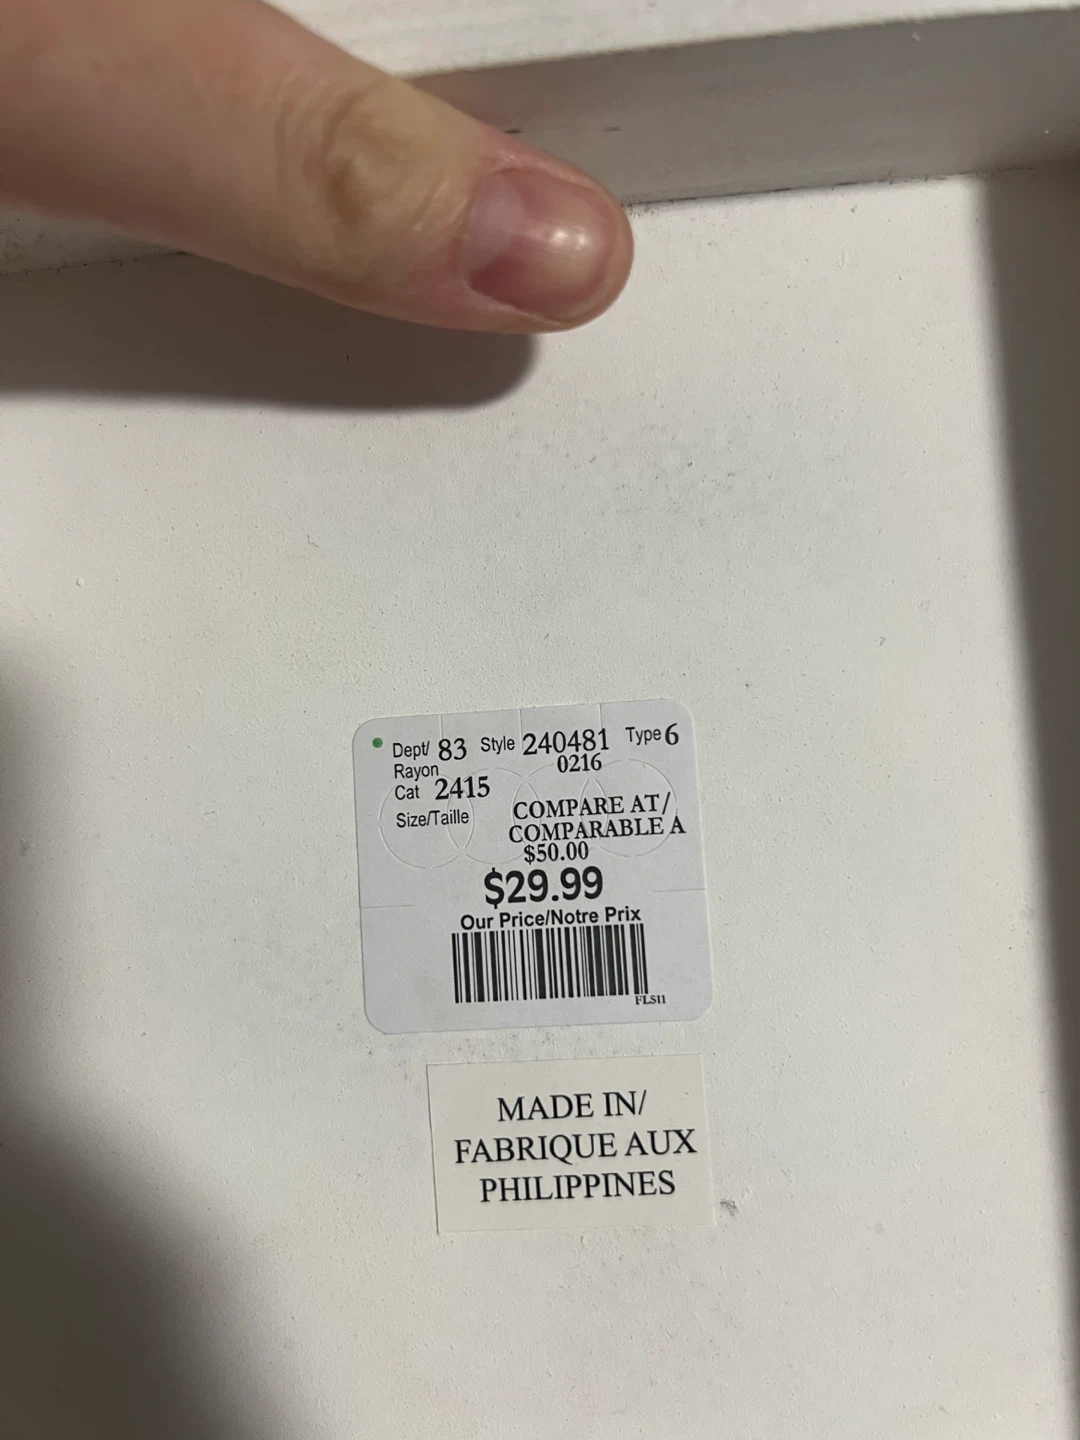 Dept/ 83 Style 240481 Type 6
Rayon 0216
Cat 2415
Size/Taille COMPARE AT/
COMPARABLE A
$50.00
$29.99
Our Price/Notre Prix
FLS11
MADE IN/
FABRIQUE AUX
PHILIPPINES